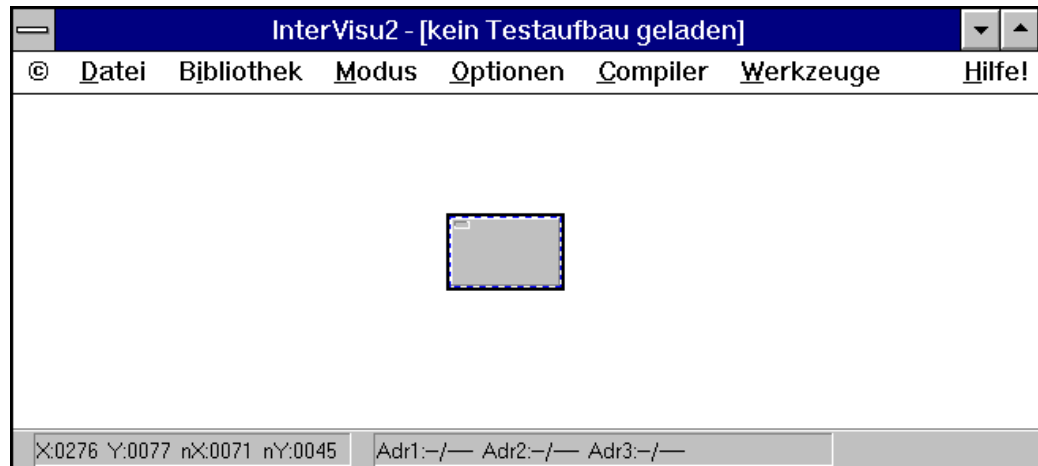 InterVisu2 - [kein Testaufbau geladen]
© Datei Bibliothek Modus Optionen Compiler Werkzeuge Hilfe!
X:0276 Y:0077 nX:0071 nY:0045 Adr1:–/–– Adr2:–/–– Adr3:–/––